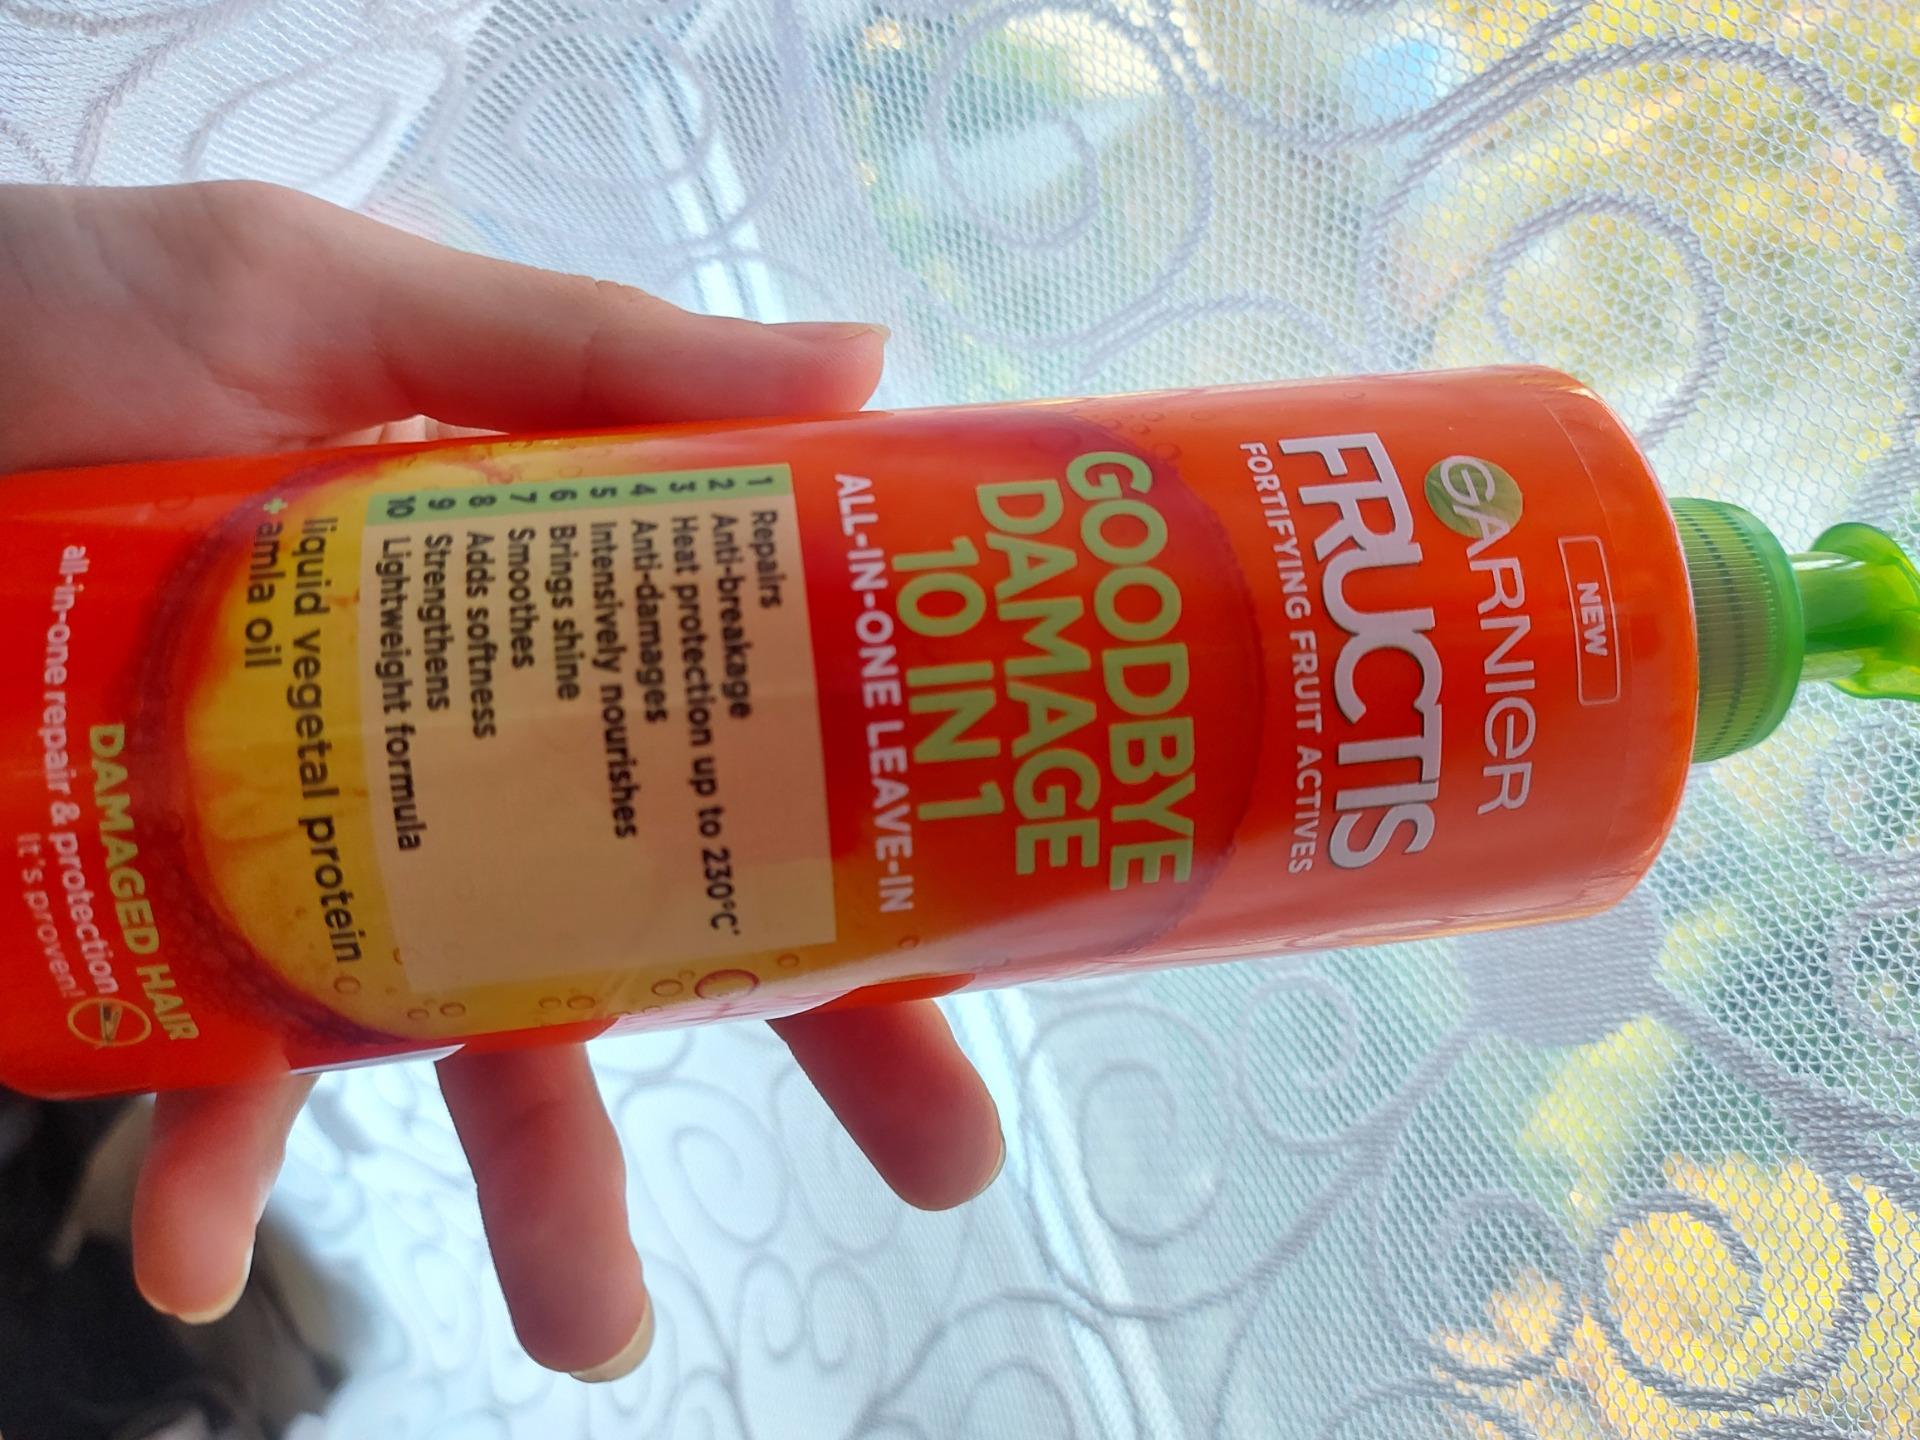 NEW
GARNIER
FRUCTIS
FORTIFYING FRUIT ACTIVES
GOODBYE
DAMAGE
10 IN 1
ALL-IN-ONE LEAVE-IN
1 Repairs
2 Anti-breakage
3 Heat protection up to 230°C*
4 Anti-damages
5 Intensively nourishes
6 Brings shine
7 Smoothes
8 Adds softness
9 Strengthens
10 Lightweight formula
liquid vegetal protein
+ amla oil
DAMAGED HAIR
all-in-one repair & protection
It's proven!